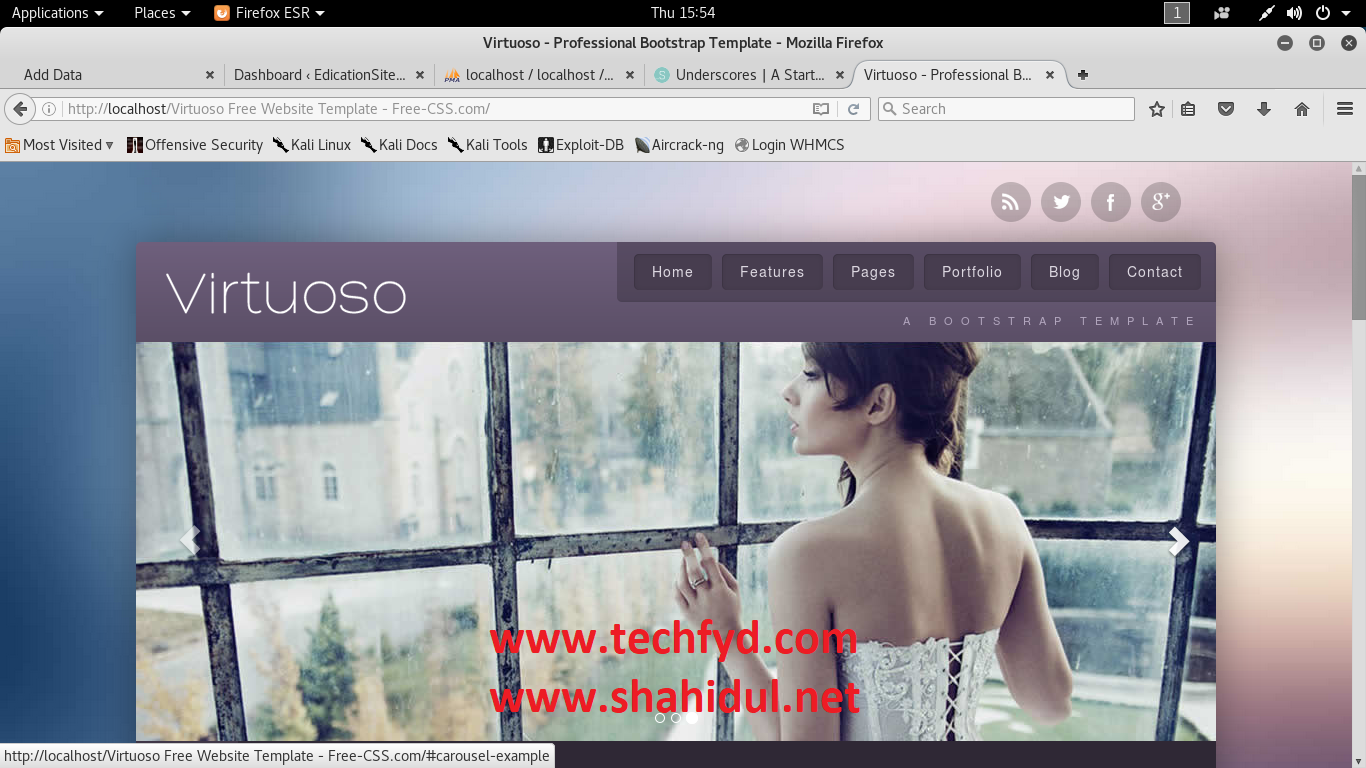 Applications Places Firefox ESR Thu 15:54 1
Virtuoso - Professional Bootstrap Template - Mozilla Firefox
Add Data Dashboard ‹ EdicationSite... localhost / localhost /... Underscores | A Start... Virtuoso - Professional B...
http://localhost/Virtuoso Free Website Template - Free-CSS.com/ Search
Most Visited Offensive Security Kali Linux Kali Docs Kali Tools Exploit-DB Aircrack-ng Login WHMCS
Virtuoso
Home Features Pages Portfolio Blog Contact
A BOOTSTRAP TEMPLATE
www.techfyd.com
www.shahidul.net
http://localhost/Virtuoso Free Website Template - Free-CSS.com/#carousel-example